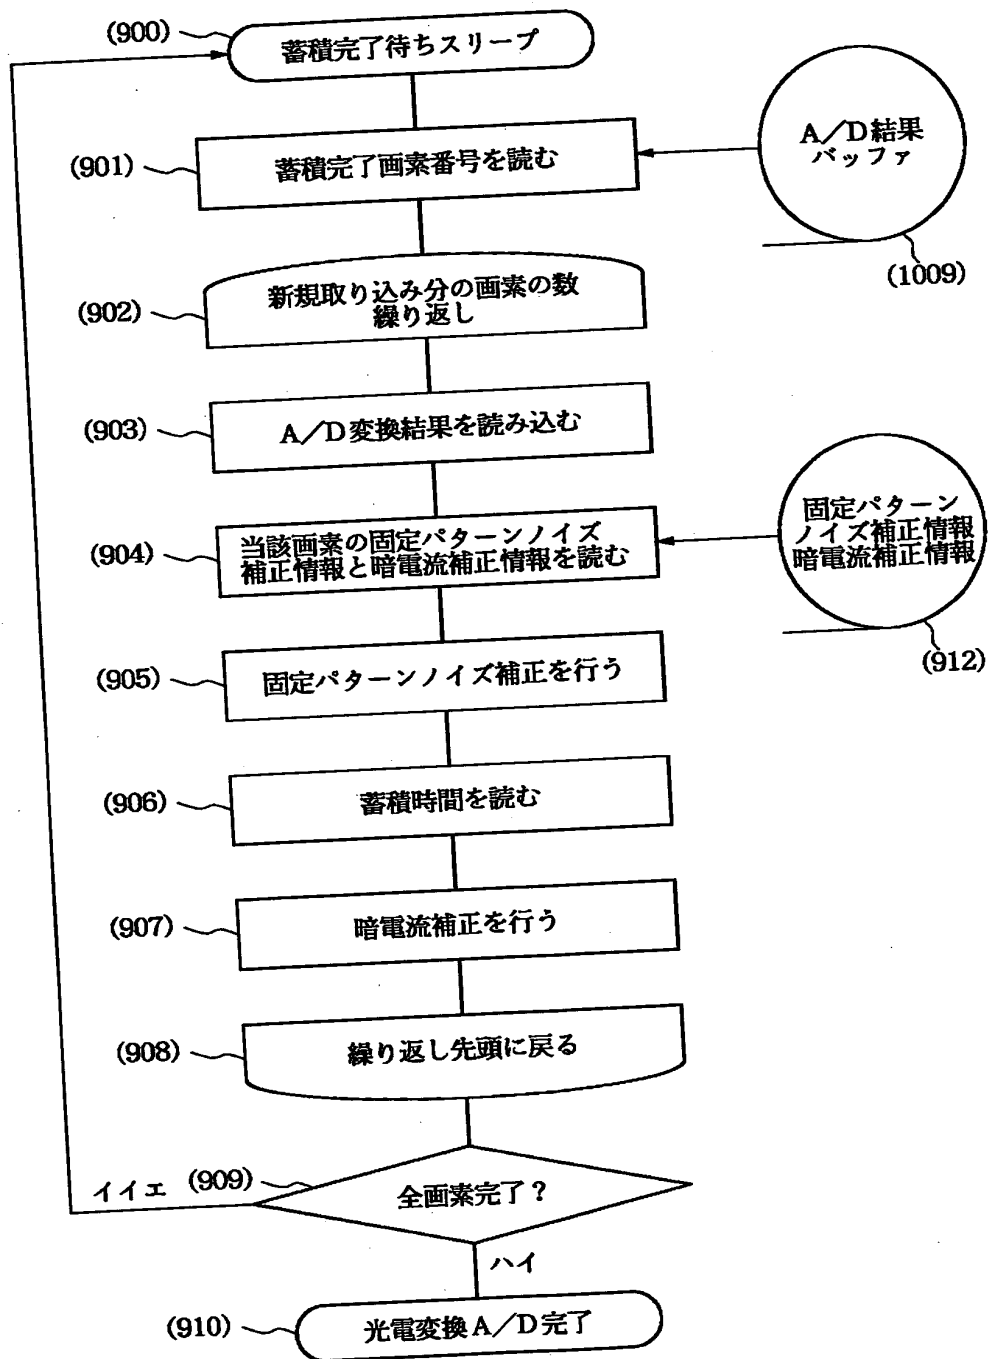 (900)
蓄積完了待ちスリープ
(901)
蓄積完了画素番号を読む
A/D結果
バッファ
(1009)
(902)
新規取り込み分の画素の数
繰り返し
(903)
A/D変換結果を読み込む
(904)
当該画素の固定パターンノイズ
補正情報と暗電流補正情報を読む
固定パターン
ノイズ補正情報
暗電流補正情報
(912)
(905)
固定パターンノイズ補正を行う
(906)
蓄積時間を読む
(907)
暗電流補正を行う
(908)
繰り返し先頭に戻る
(909)
全画素完了?
イイエ
ハイ
(910)
光電変換A/D完了